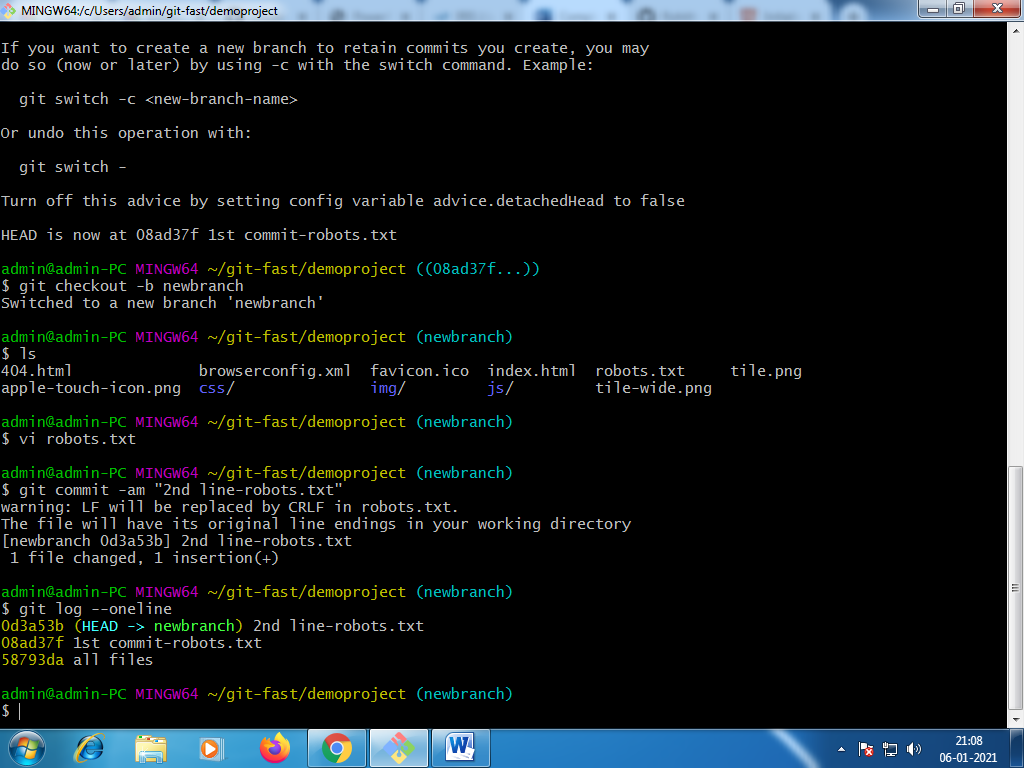 MINGW64:/c/Users/admin/git-fast/demoproject
If you want to create a new branch to retain commits you create, you may
do so (now or later) by using -c with the switch command. Example:
git switch -c <new-branch-name>
Or undo this operation with:
git switch -
Turn off this advice by setting config variable advice.detachedHead to false
HEAD is now at 08ad37f 1st commit-robots.txt
admin@admin-PC MINGW64 ~/git-fast/demoproject ((08ad37f...))
$ git checkout -b newbranch
Switched to a new branch 'newbranch'
admin@admin-PC MINGW64 ~/git-fast/demoproject (newbranch)
$ ls
404.html browserconfig.xml favicon.ico index.html robots.txt tile.png
apple-touch-icon.png css/ img/ js/ tile-wide.png
admin@admin-PC MINGW64 ~/git-fast/demoproject (newbranch)
$ vi robots.txt
admin@admin-PC MINGW64 ~/git-fast/demoproject (newbranch)
$ git commit -am "2nd line-robots.txt"
warning: LF will be replaced by CRLF in robots.txt.
The file will have its original line endings in your working directory
[newbranch 0d3a53b] 2nd line-robots.txt
1 file changed, 1 insertion(+)
admin@admin-PC MINGW64 ~/git-fast/demoproject (newbranch)
$ git log --oneline
0d3a53b (HEAD -> newbranch) 2nd line-robots.txt
08ad37f 1st commit-robots.txt
58793da all files
admin@admin-PC MINGW64 ~/git-fast/demoproject (newbranch)
$
21:08
06-01-2021